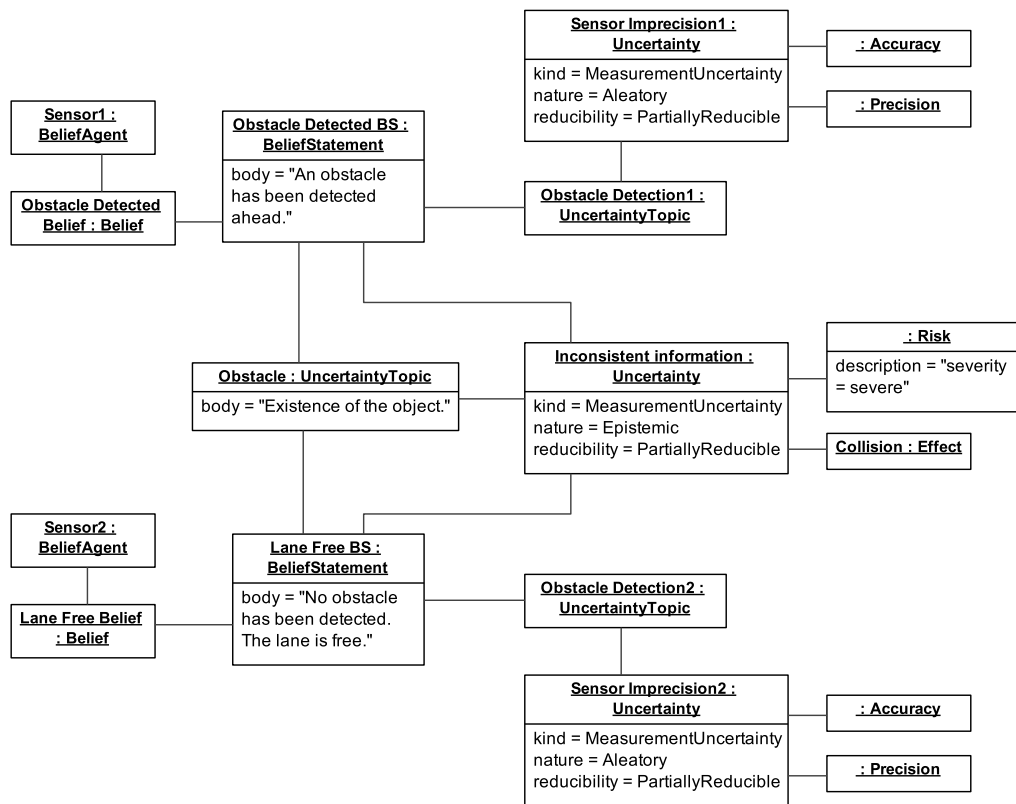 Sensor Imprecision1 :
Uncertainty
kind = MeasurementUncertainty
nature = Aleatory
reducibility = PartiallyReducible
: Accuracy
: Precision
Sensor1 :
BeliefAgent
Obstacle Detected BS :
BeliefStatement
body = "An obstacle
has been detected
ahead."
Obstacle Detected
Belief : Belief
Obstacle Detection1 :
UncertaintyTopic
Obstacle : UncertaintyTopic
body = "Existence of the object."
Inconsistent information :
Uncertainty
kind = MeasurementUncertainty
nature = Epistemic
reducibility = PartiallyReducible
: Risk
description = "severity
= severe"
Collision : Effect
Sensor2 :
BeliefAgent
Lane Free Belief
: Belief
Lane Free BS :
BeliefStatement
body = "No obstacle
has been detected.
The lane is free."
Obstacle Detection2 :
UncertaintyTopic
Sensor Imprecision2 :
Uncertainty
kind = MeasurementUncertainty
nature = Aleatory
reducibility = PartiallyReducible
: Accuracy
: Precision